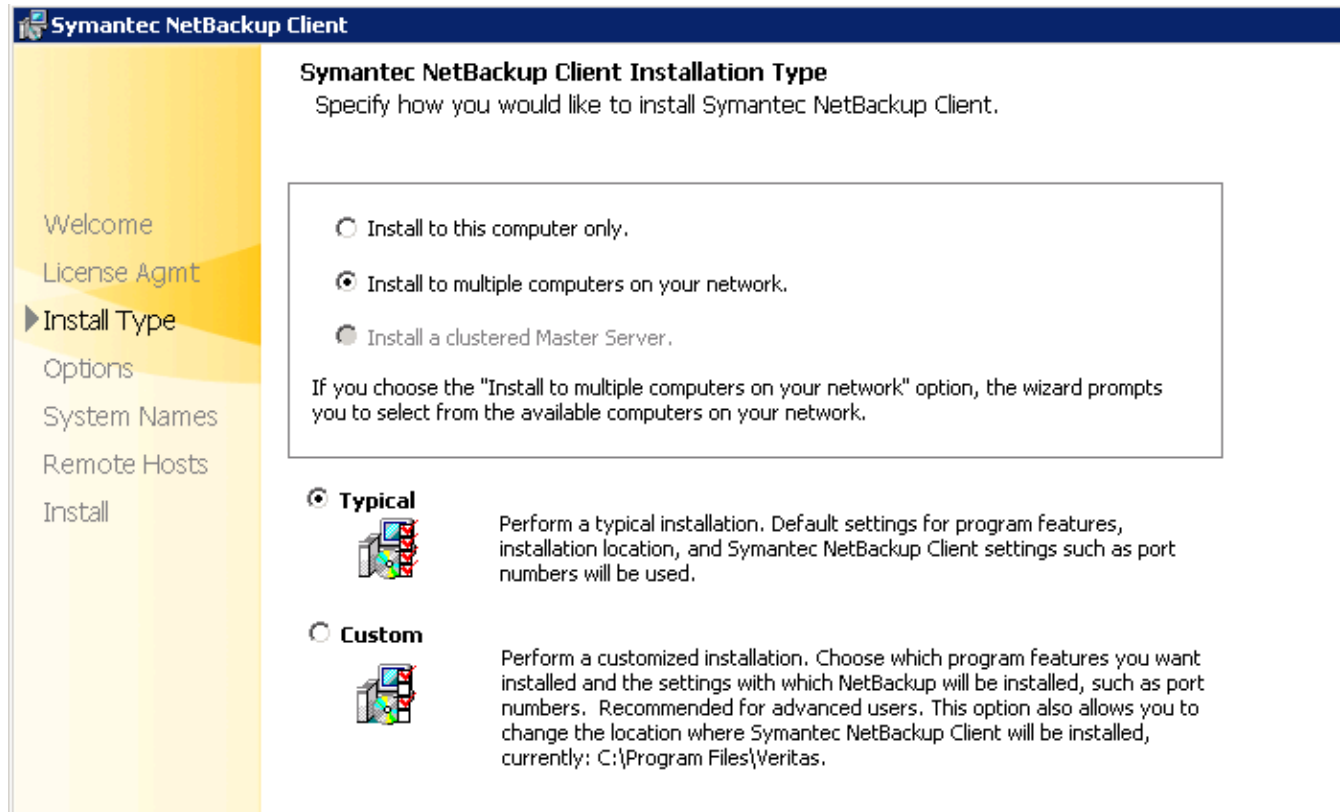 Symantec NetBackup Client
Symantec NetBackup Client Installation Type
Specify how you would like to install Symantec NetBackup Client.
Welcome
License Agmt
Install Type
Options
System Names
Remote Hosts
Install
Install to this computer only.
Install to multiple computers on your network.
Install a clustered Master Server.
If you choose the "Install to multiple computers on your network" option, the wizard prompts
you to select from the available computers on your network.
Typical
Perform a typical installation. Default settings for program features,
installation location, and Symantec NetBackup Client settings such as port
numbers will be used.
Custom
Perform a customized installation. Choose which program features you want
installed and the settings with which NetBackup will be installed, such as port
numbers.  Recommended for advanced users. This option also allows you to
change the location where Symantec NetBackup Client will be installed,
currently: C:\Program Files\Veritas.